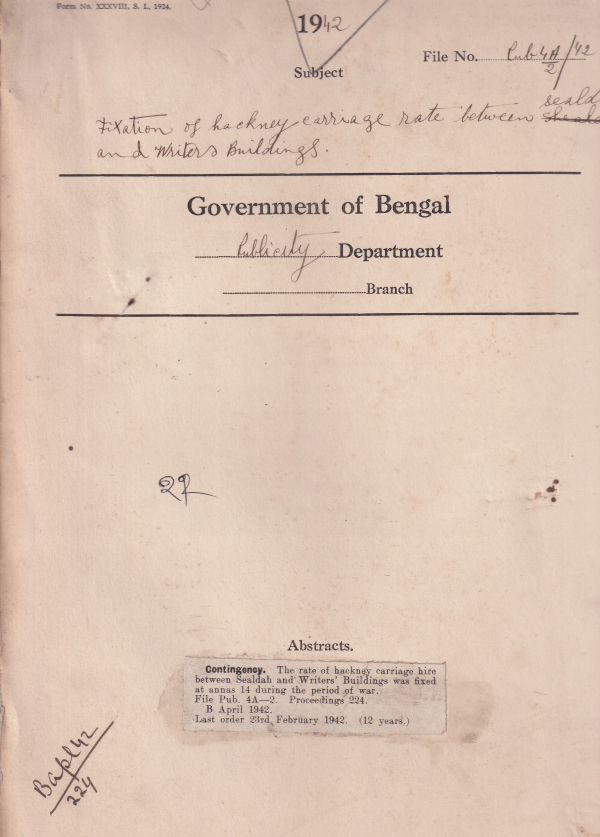 Form No. XXXVIII, S. I., 1924.
1942
File No. Pub 4A/2/42
Subject
seald
Fixation of hackney carriage rate between
and Writers Buildings.
Government of Bengal
Publicity Department
Branch
Abstracts.
Contingency. The rate of hackney carriage hire
between Sealdah and Writers' Buildings was fixed
at annas 14 during the period of war.
File Pub. 4A—2. Proceedings 224.
B April 1942.
Last order 23rd February 1942. (12 years.)
B apl 42
224